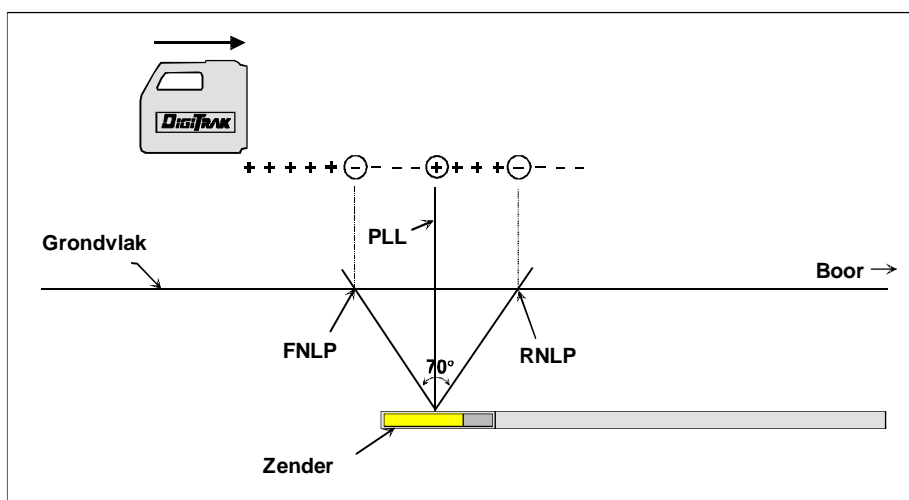 DIGITRAK
+ + + + + - - - - + + + + - - - - -
PLL
Grondvlak
Boor →
FNLP
70°
RNLP
Zender